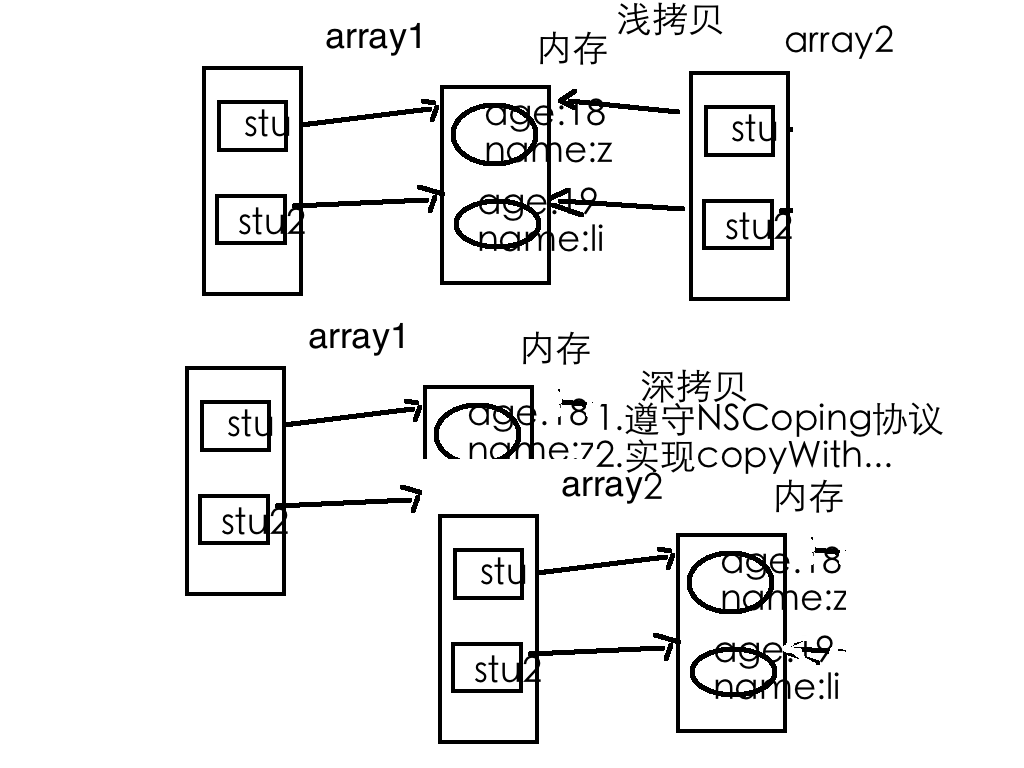 浅拷贝
array1
内存
array2
stu
age:18
name:z
stu
stu2
age:19
name:li
stu2
array1
内存
深拷贝
stu
age:18
1.遵守NSCoping协议
name:z
2.实现copyWith...
array2
内存
stu2
stu
age:18
name:z
stu2
age:19
name:li